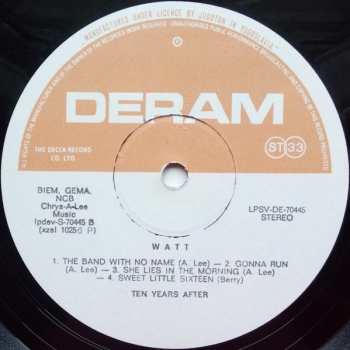 "MANUFACTURED UNDER LICENCE BY JUGOTON IN YUGOSLAVIA"
DERAM
THE DECCA RECORD
CO. LTD.
ST 33
BIEM, GEMA,
NCB
Chrys-A-Lee
Music
lpdev-S-70445 B
LPSV-DE-70445
STEREO
WATT
1. THE BAND WITH NO NAME (A. Lee) — 2. GONNA RUN
(A. Lee) — 3. SHE LIES IN THE MORNING (A. Lee) —
— 4. SWEET LITTLE SIXTEEN (Berry)
TEN YEARS AFTER